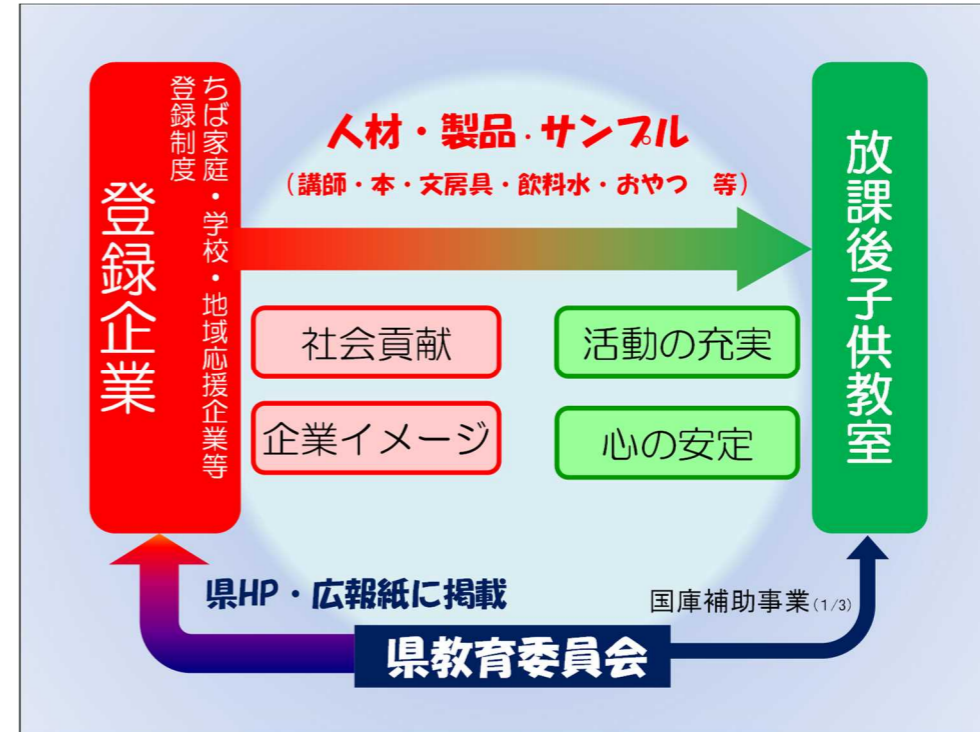 登録企業
ちば家庭・学校・地域応援企業等
登録制度
人材・製品・サンプル
(講師・本・文房具・飲料水・おやつ 等)
放課後子供教室
社会貢献
活動の充実
企業イメージ
心の安定
県HP・広報紙に掲載
国庫補助事業(1/3)
県教育委員会